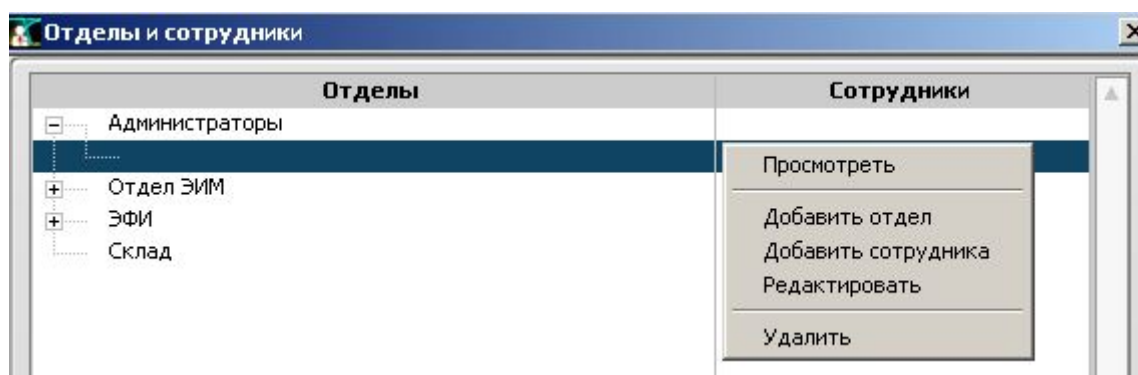 Отделы и сотрудники
Отделы Сотрудники
Администраторы
Отдел ЭИМ
ЭФИ
Склад
Просмотреть
Добавить отдел
Добавить сотрудника
Редактировать
Удалить